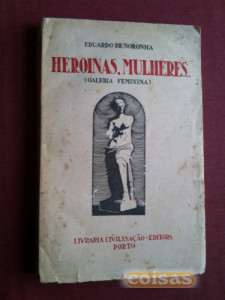 EDUARDO DE NORONHA
HEROINAS, MULHERES...
(GALERIA FEMININA)
LIVRARIA CIVILISAÇÃO-EDITORA
PORTO
coisas